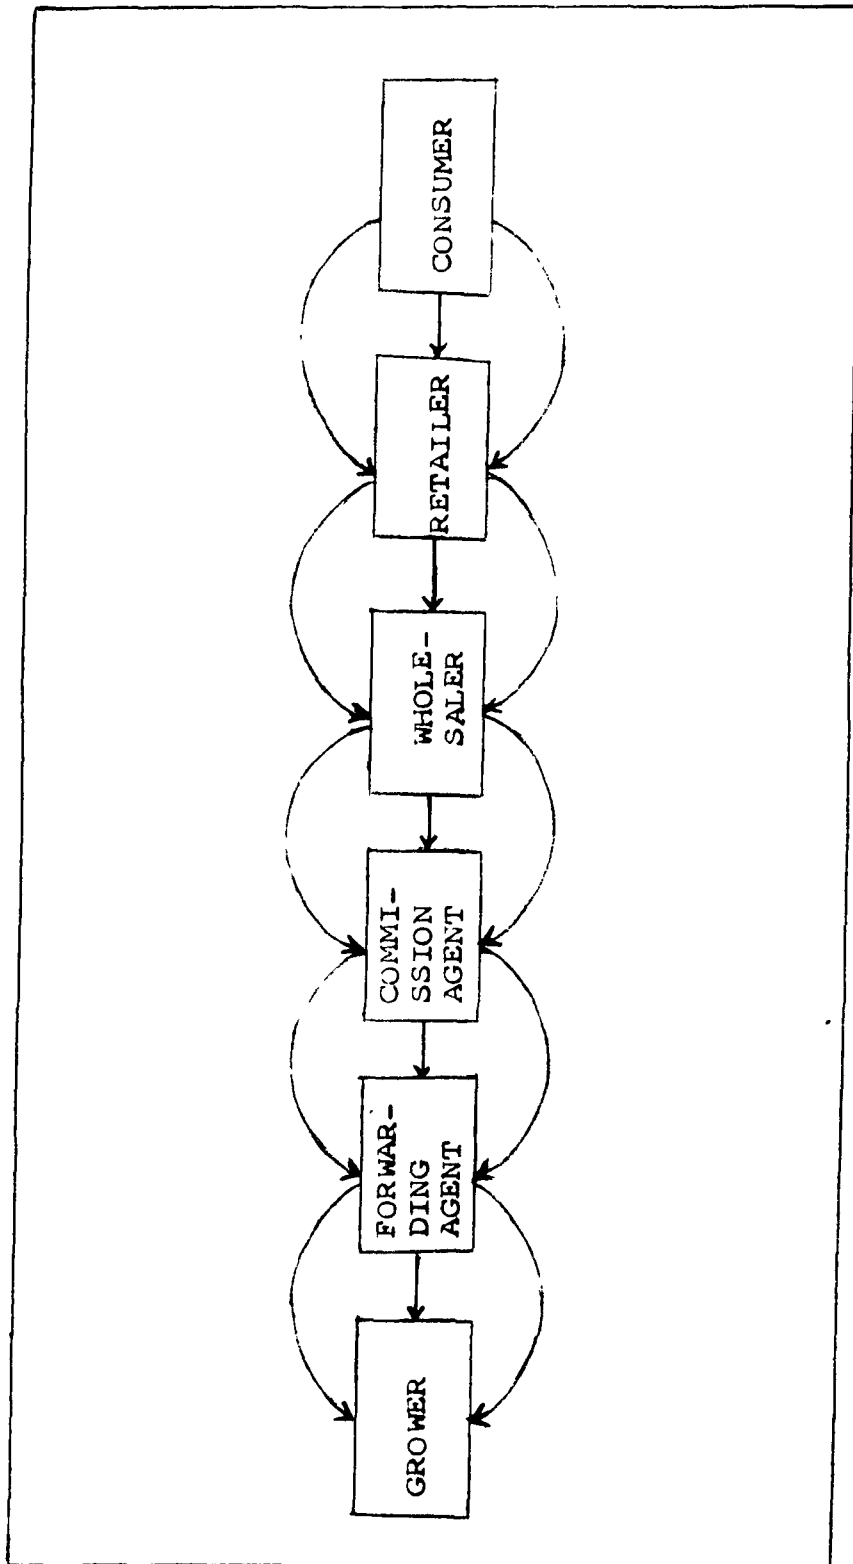 GROWER
FORWAR-
DING
AGENT
COMMI-
SSION
AGENT
WHOLE-
SALER
RETAILER
CONSUMER